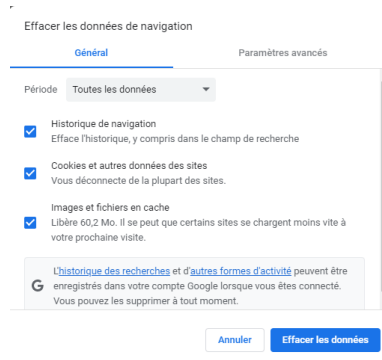 Effacer les données de navigation
Général
Paramètres avancés
Période Toutes les données
Historique de navigation
Efface l'historique, y compris dans le champ de recherche
Cookies et autres données des sites
Vous déconnecte de la plupart des sites.
Images et fichiers en cache
Libère 60,2 Mo. Il se peut que certains sites se chargent moins vite à
votre prochaine visite.
L'historique des recherches et d'autres formes d'activité peuvent être
enregistrés dans votre compte Google lorsque vous êtes connecté.
Vous pouvez les supprimer à tout moment.
Annuler
Effacer les données